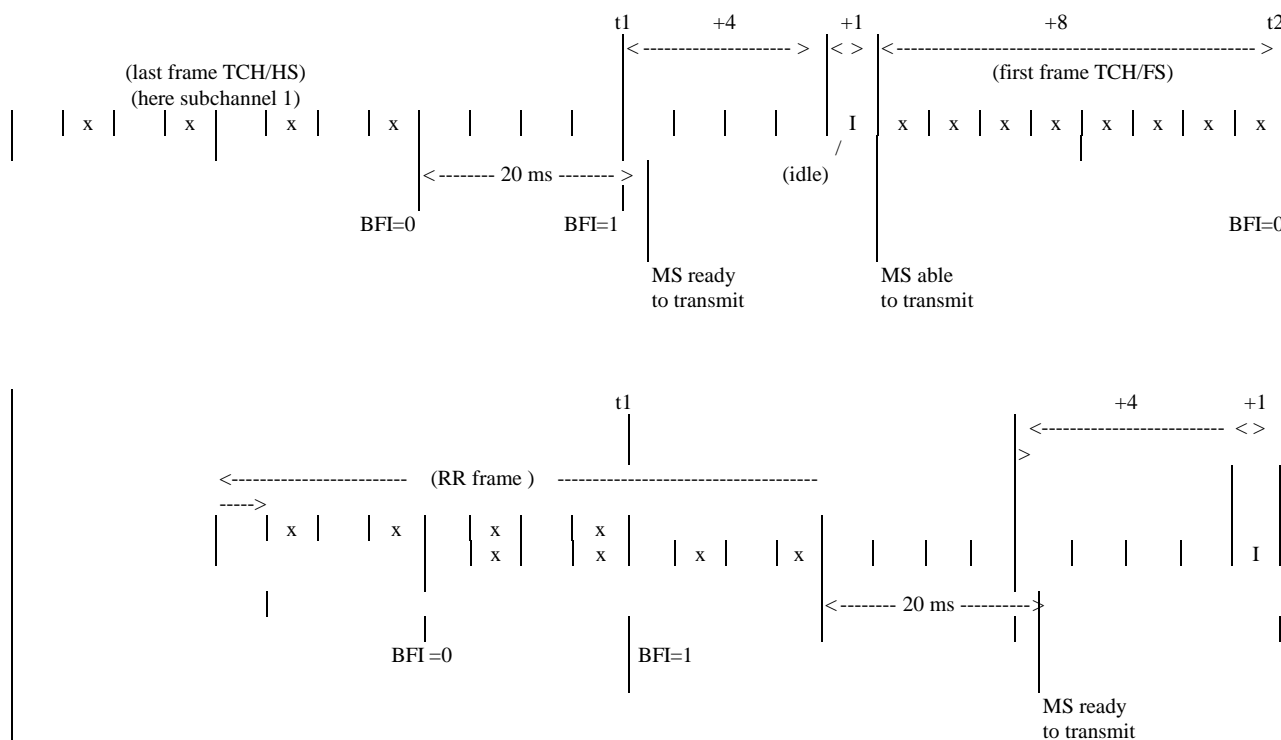 t1 +4 +1 +8 t2
< --------------------- > < > <----------------------------------------------- >
(last frame TCH/HS) (first frame TCH/FS)
(here subchannel 1)
x x x x I x x x x x x x x
/
< -------- 20 ms -------- > (idle)
BFI=0 BFI=1 BFI=0
MS ready MS able
to transmit to transmit
t1 +4 +1
<-------------------------- < >
>
<------------------------ (RR frame ) ---------------------------------
----->
x x x x
x x x x I
< -------- 20 ms ----------- >
BFI =0 BFI=1
MS ready
to transmit